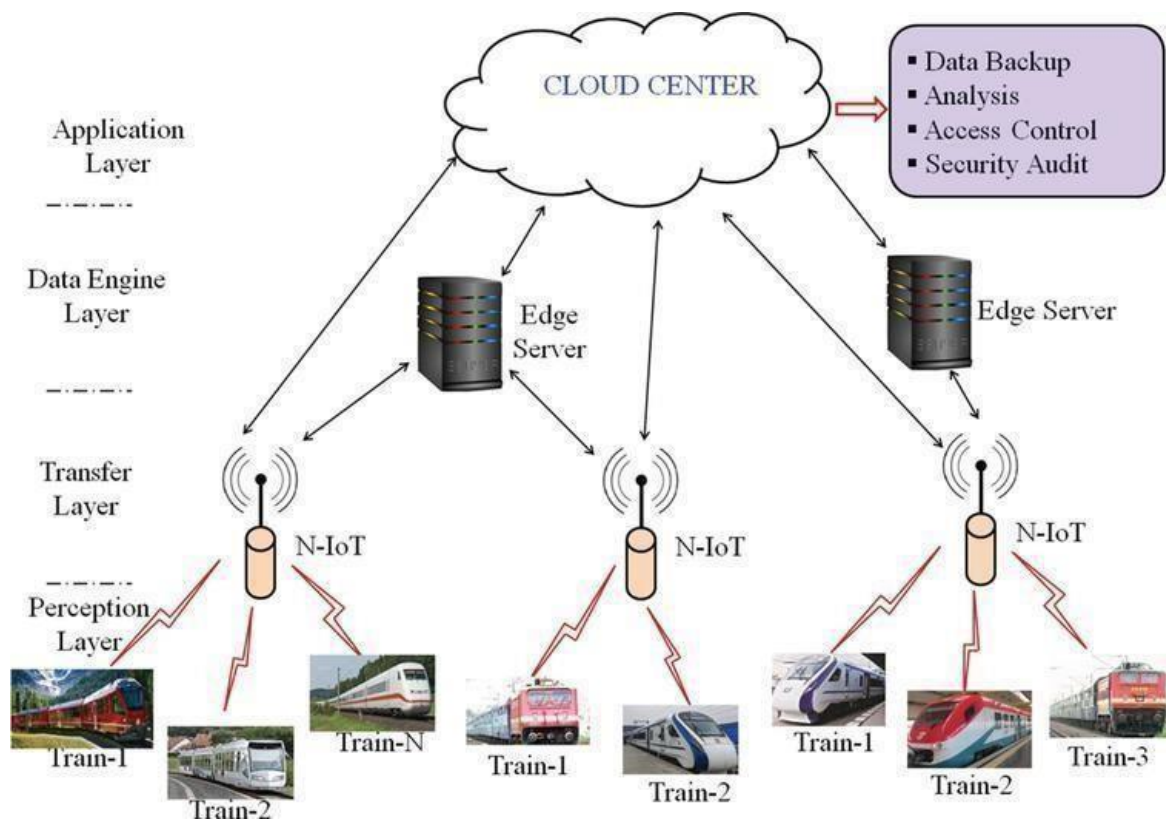 CLOUD CENTER
▪ Data Backup
▪ Analysis
▪ Access Control
▪ Security Audit
Application
Layer
Data Engine
Layer
Edge
Server
Edge Server
Transfer
Layer
N-IoT
N-IoT
N-IoT
Perception
Layer
Train-1
Train-2
Train-N
Train-1
Train-2
Train-1
Train-2
Train-3